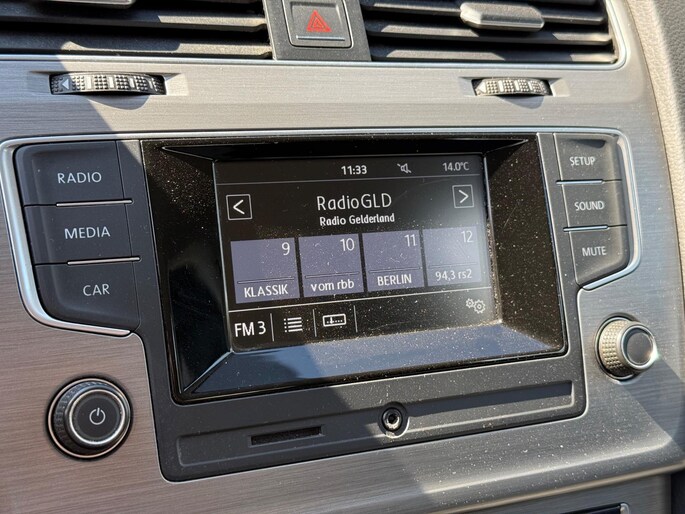 RADIO
MEDIA
CAR
11:33 14.0°C
RadioGLD
Radio Gelderland
9 10 11 12
KLASSIK vom rbb BERLIN 94,3 rs2
FM 3
SETUP
SOUND
MUTE